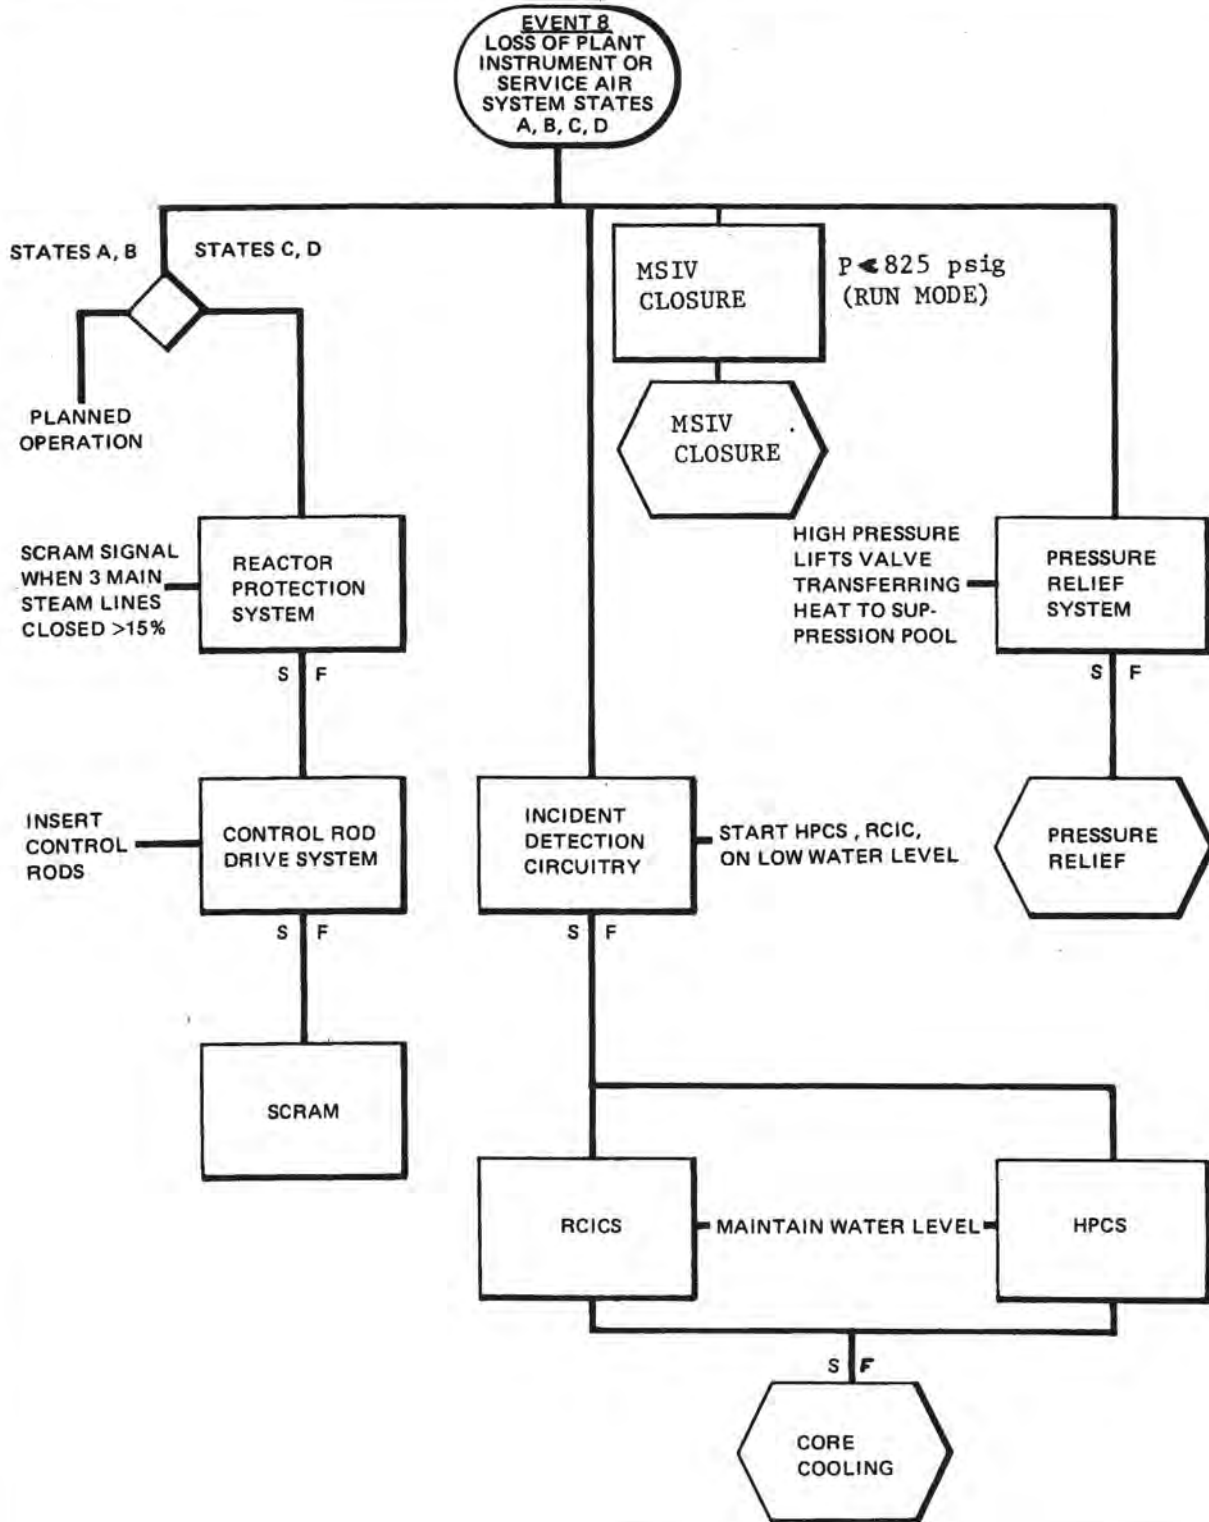 EVENT 8
LOSS OF PLANT
INSTRUMENT OR
SERVICE AIR
SYSTEM STATES
A, B, C, D
STATES A, B
STATES C, D
MSIV
CLOSURE
P < 825 psig
(RUN MODE)
PLANNED
OPERATION
MSIV
CLOSURE
SCRAM SIGNAL
WHEN 3 MAIN
STEAM LINES
CLOSED >15%
REACTOR
PROTECTION
SYSTEM
HIGH PRESSURE
LIFTS VALVE
TRANSFERRING
HEAT TO SUP-
PRESSION POOL
PRESSURE
RELIEF
SYSTEM
S F
S F
INSERT
CONTROL
RODS
CONTROL ROD
DRIVE SYSTEM
INCIDENT
DETECTION
CIRCUITRY
START HPCS , RCIC,
ON LOW WATER LEVEL
PRESSURE
RELIEF
S F
S F
SCRAM
RCICS
MAINTAIN WATER LEVEL
HPCS
S F
CORE
COOLING